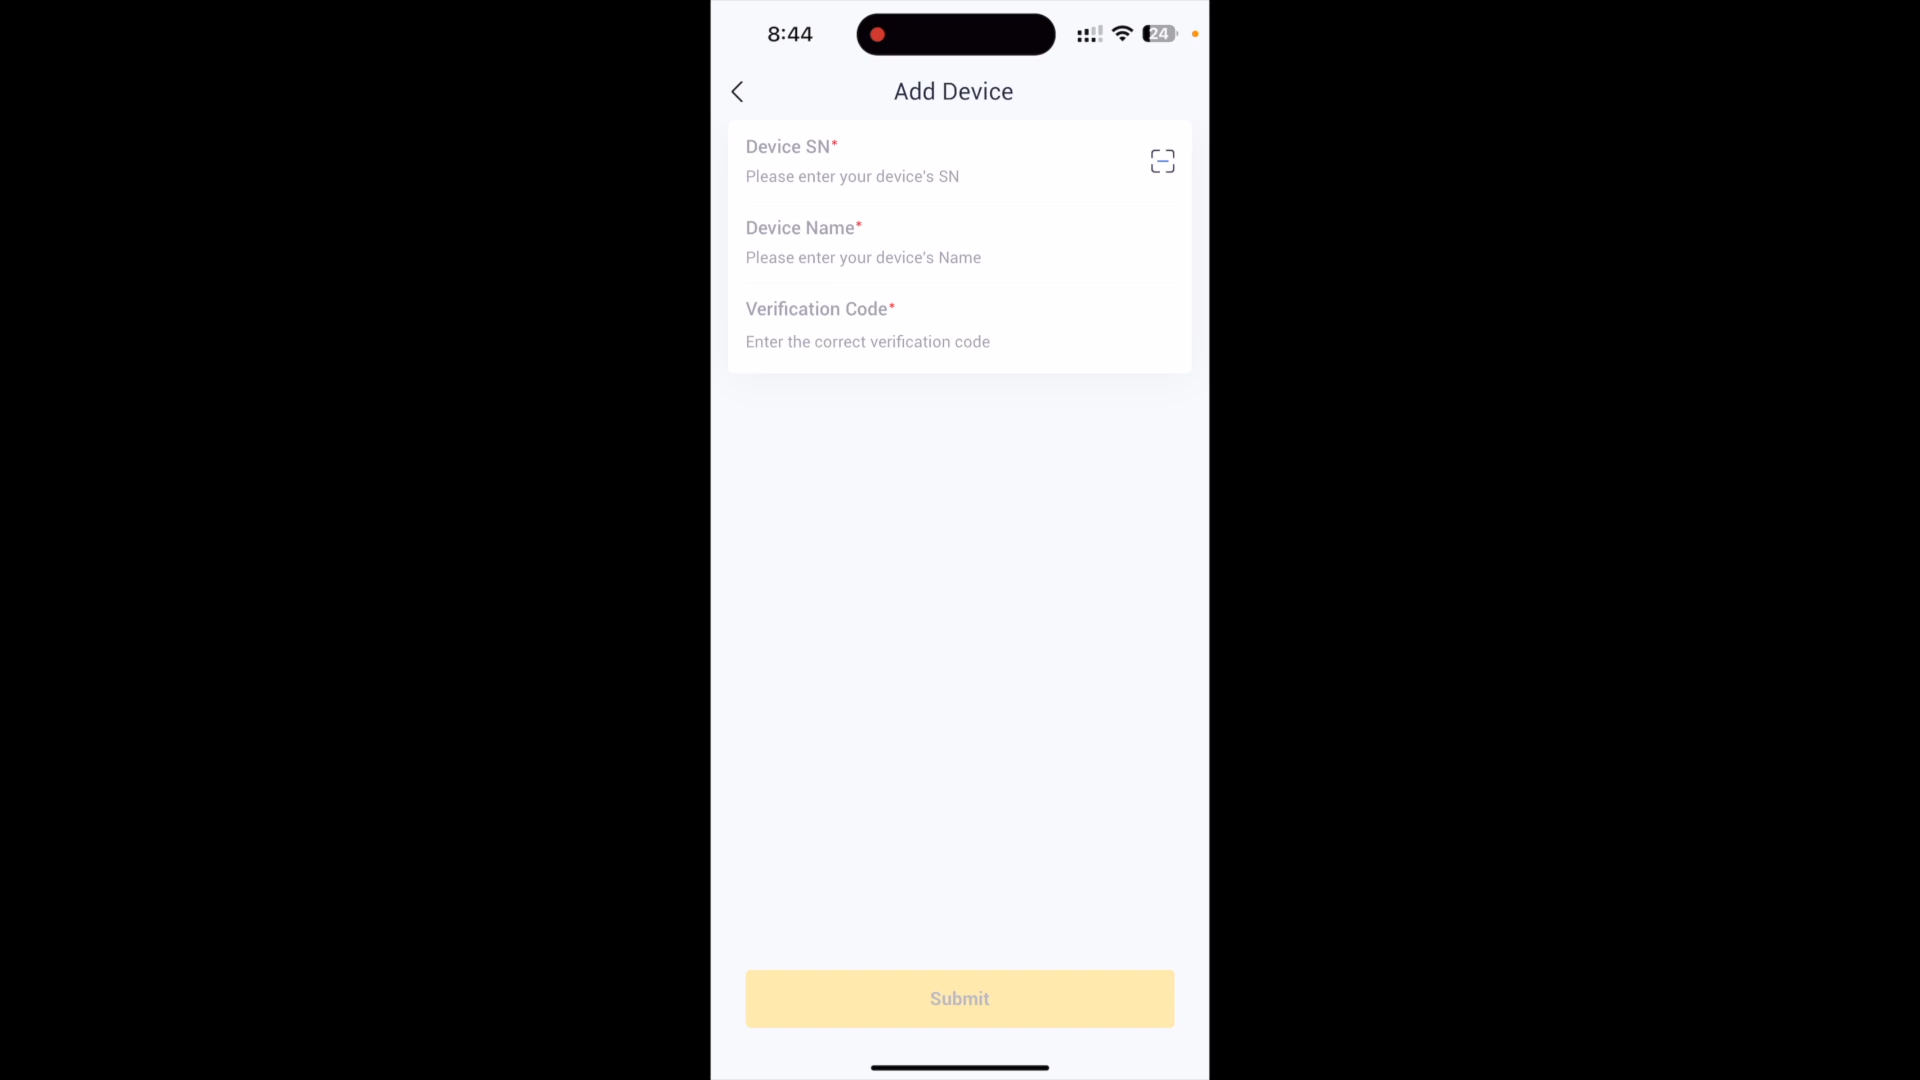 8:44
24
Add Device
Device SN*
Please enter your device's SN
Device Name*
Please enter your device's Name
Verification Code*
Enter the correct verification code
Submit